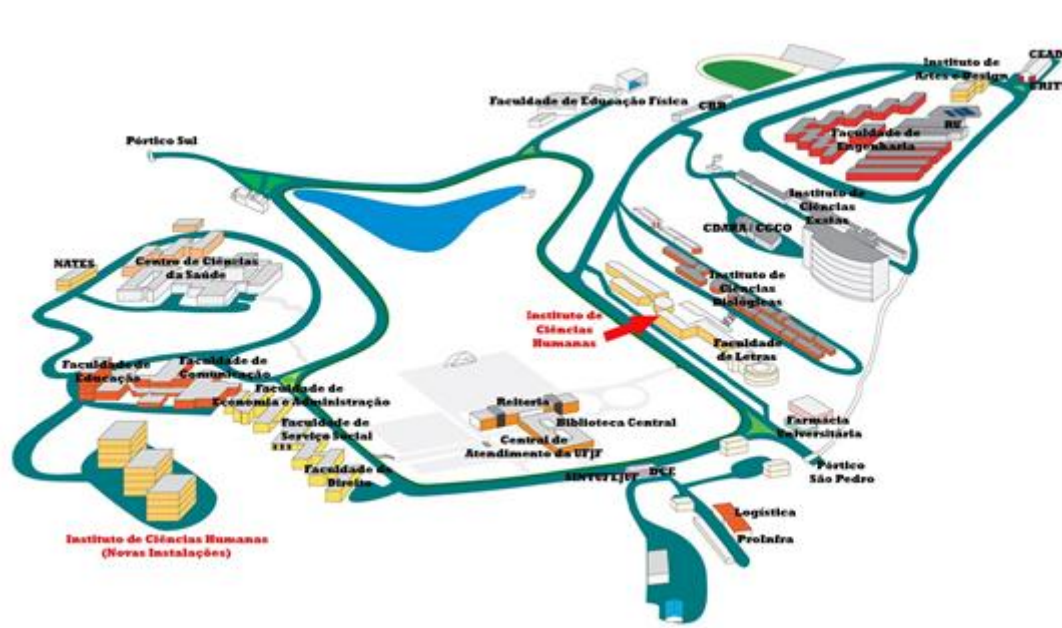 CEAD
Instituto de
Artes e Design
CRITT
Faculdade de Educação Física
CBR
RU
Faculdade de
Engenharia
Pórtico Sul
Instituto de
Ciências
Exatas
CDARA / CGCO
NATES
Centro de Ciências
da Saúde
Instituto de
Ciências
Biológicas
Instituto de
Ciências
Humanas
Faculdade
de Letras
Faculdade de
Educação
Faculdade de
Comunicação
Faculdade de
Economia e Administração
Reitoria
Biblioteca Central
Farmácia
Universitária
Faculdade de
Serviço Social
Central de
Atendimento da UFJF
Faculdade de
Direito
SINTUFEJUF
DCE
Pórtico
São Pedro
Logística
ProInfra
Instituto de Ciências Humanas
(Novas Instalações)